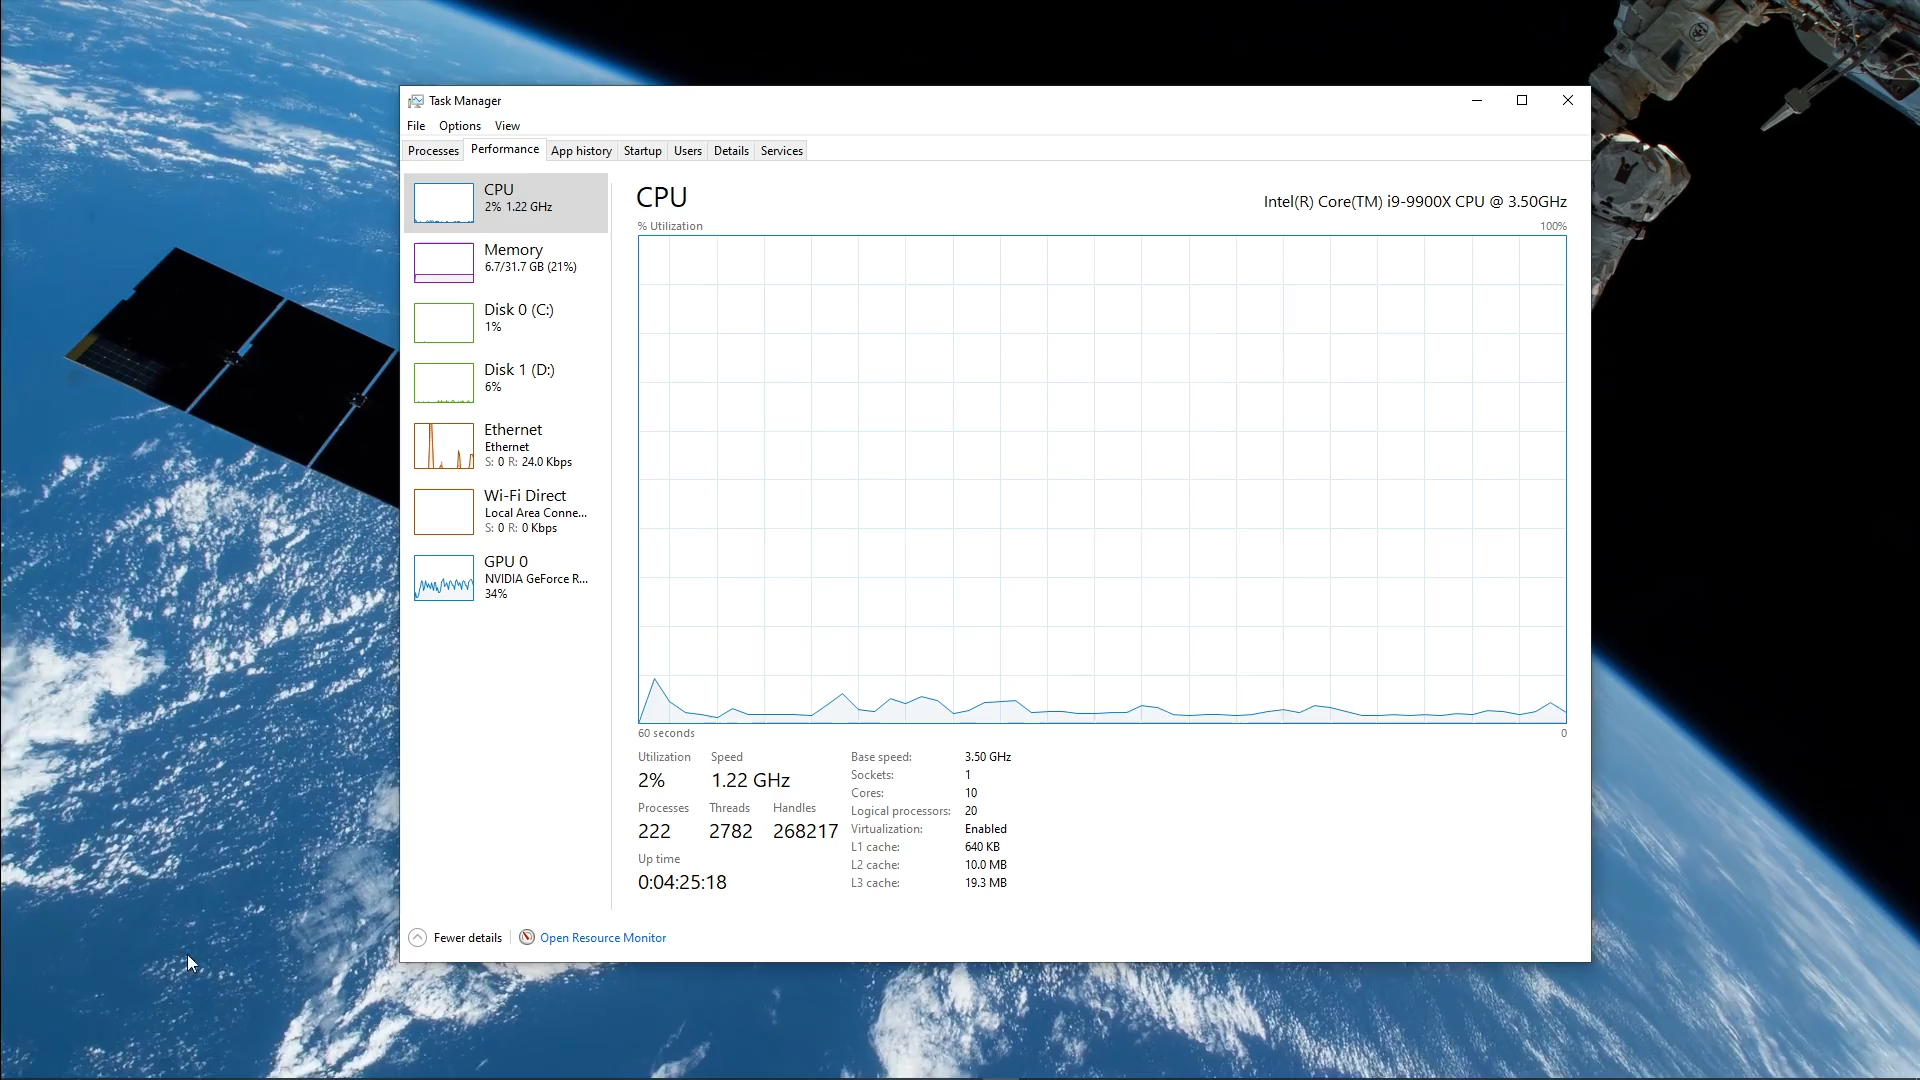 Task Manager
File Options View
Processes Performance App history Startup Users Details Services
CPU
2% 1.22 GHz
Memory
6.7/31.7 GB (21%)
Disk 0 (C:)
1%
Disk 1 (D:)
6%
Ethernet
Ethernet
S: 0 R: 24.0 Kbps
Wi-Fi Direct
Local Area Conne...
S: 0 R: 0 Kbps
GPU 0
NVIDIA GeForce R...
34%
CPU
Intel(R) Core(TM) i9-9900X CPU @ 3.50GHz
% Utilization 100%
60 seconds 0
Utilization Speed
2% 1.22 GHz
Processes Threads Handles
222 2782 268217
Up time
0:04:25:18
Base speed: 3.50 GHz
Sockets: 1
Cores: 10
Logical processors: 20
Virtualization: Enabled
L1 cache: 640 KB
L2 cache: 10.0 MB
L3 cache: 19.3 MB
Fewer details Open Resource Monitor